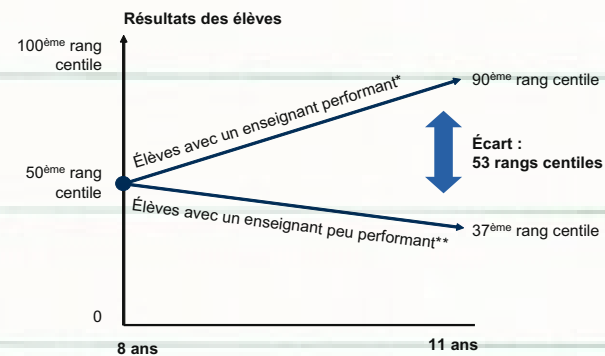 Résultats des élèves
100ème rang
centile
Élèves avec un enseignant performant*
90ème rang centile
Écart :
53 rangs centiles
50ème rang
centile
Élèves avec un enseignant peu performant**
37ème rang centile
0
8 ans
11 ans